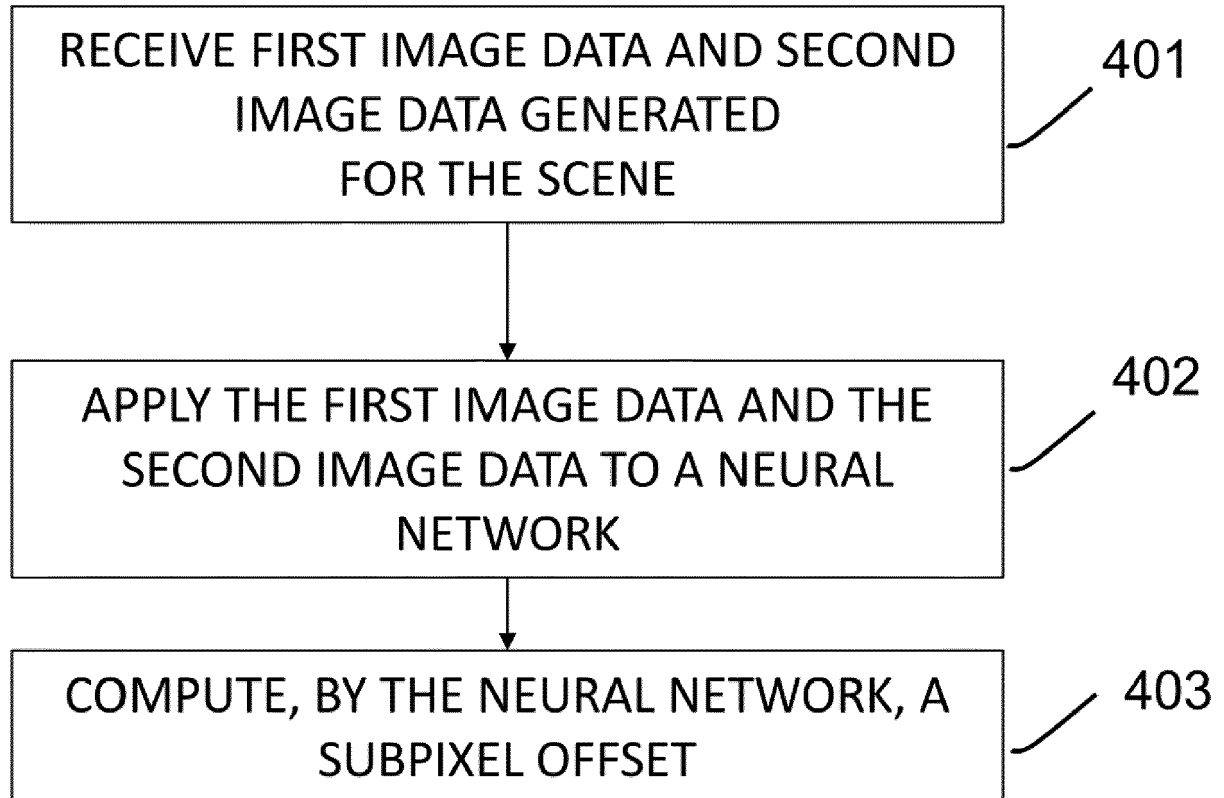 RECEIVE FIRST IMAGE DATA AND SECOND
IMAGE DATA GENERATED
FOR THE SCENE
401
APPLY THE FIRST IMAGE DATA AND THE
SECOND IMAGE DATA TO A NEURAL
NETWORK
402
COMPUTE, BY THE NEURAL NETWORK, A
SUBPIXEL OFFSET
403